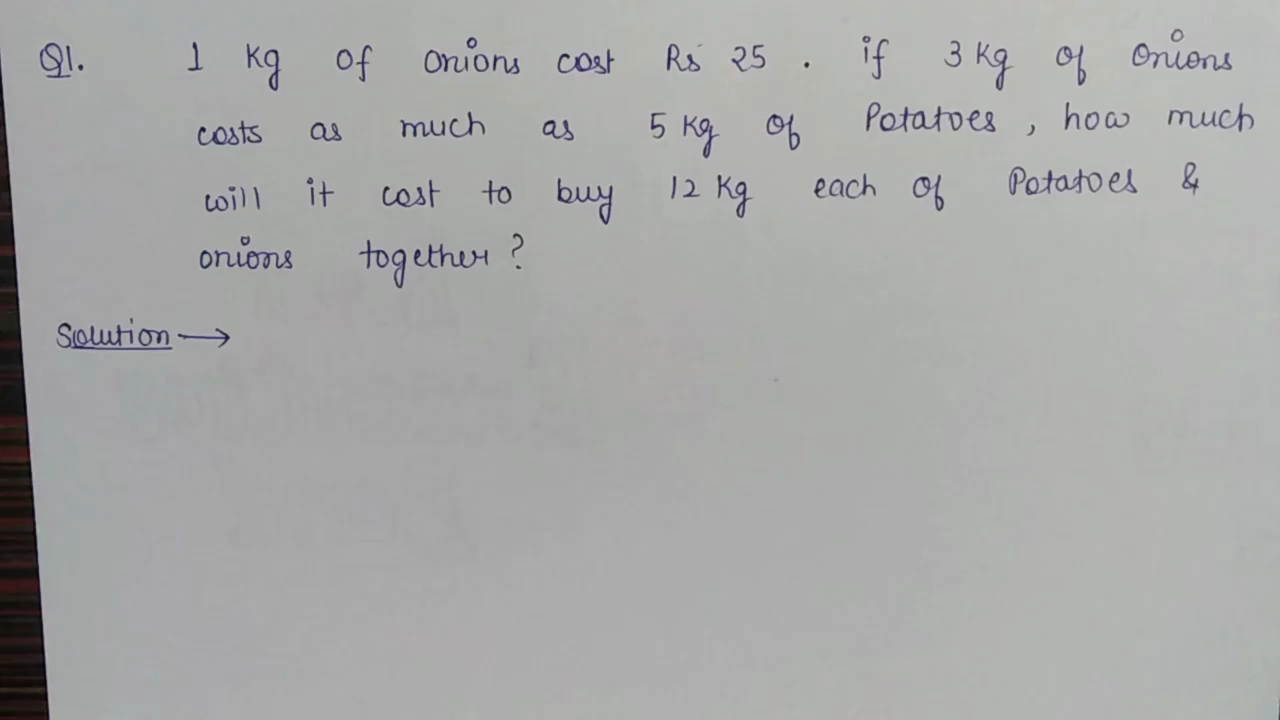 Q1. 1 Kg of onions cost Rs 25 . if 3 Kg of onions
costs as much as 5 Kg of Potatoes , how much
will it cost to buy 12 Kg each of Potatoes &
onions together ?
Solution →